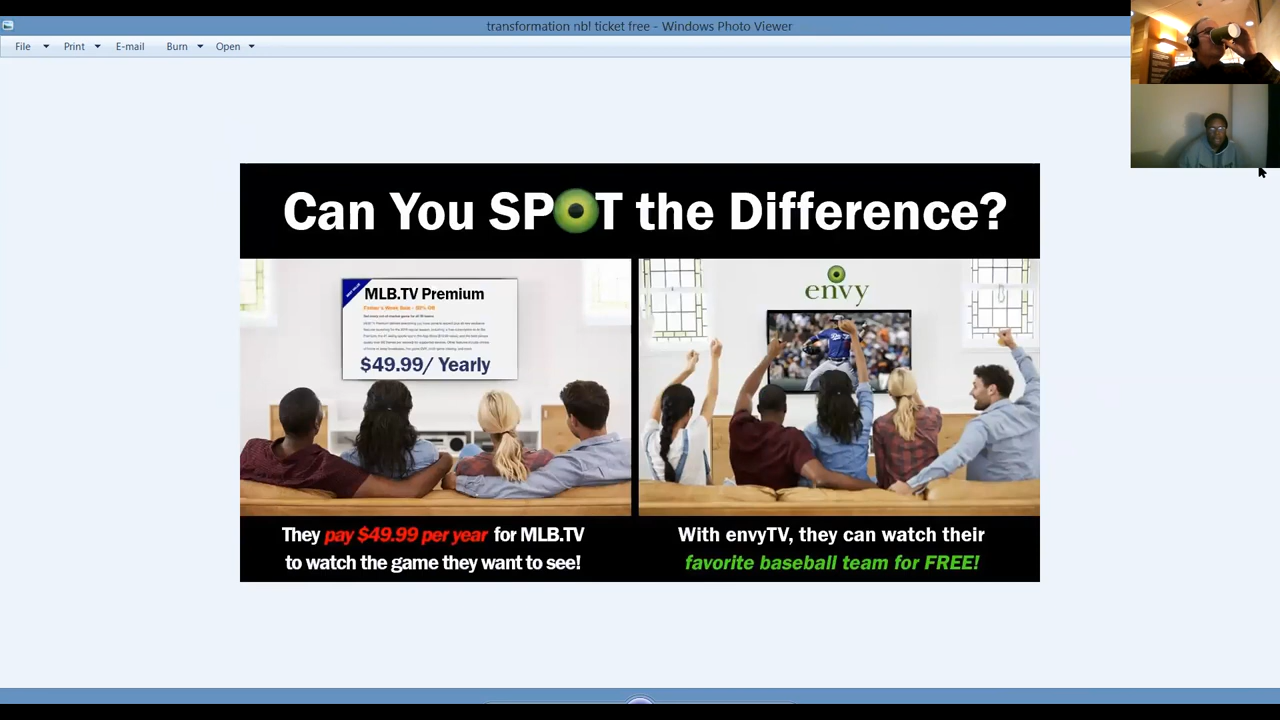 transformation nbl ticket free - Windows Photo Viewer
File Print E-mail Burn Open
Can You SPOT the Difference?
MLB.TV Premium
$49.99/ Yearly
envy
They pay $49.99 per year for MLB.TV
to watch the game they want to see!
With envyTV, they can watch their
favorite baseball team for FREE!